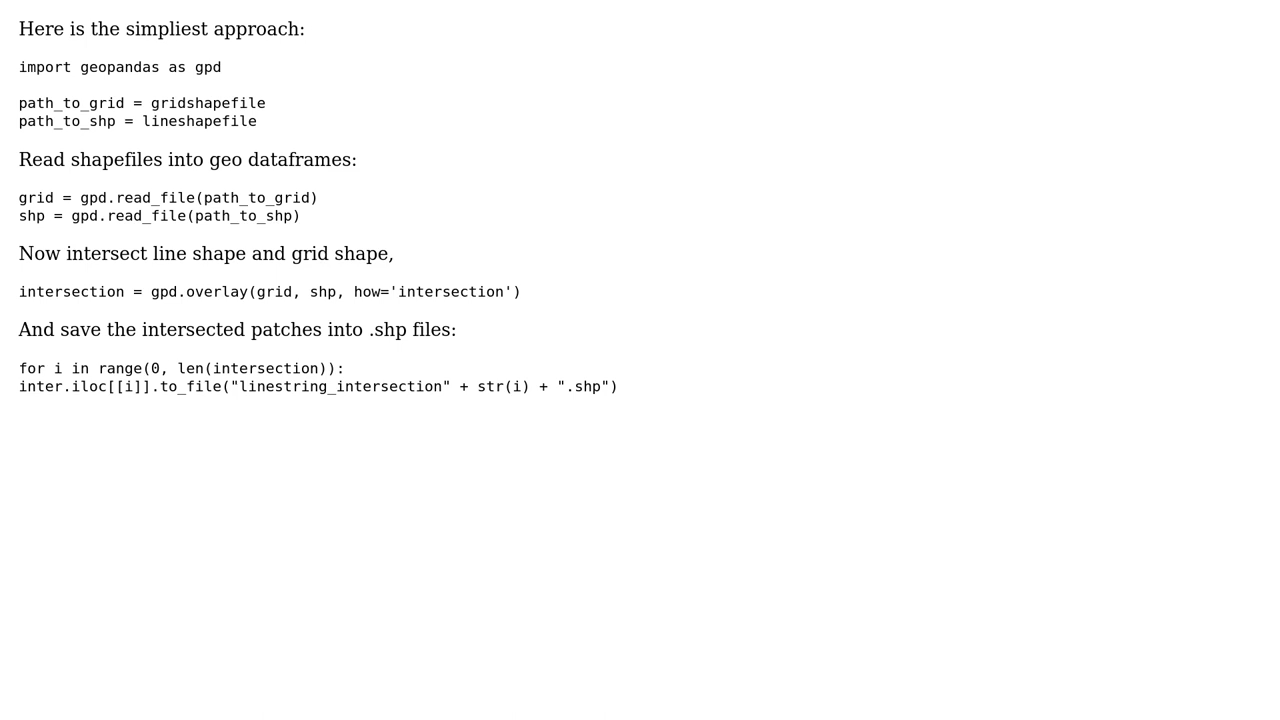 Here is the simpliest approach:
import geopandas as gpd
path_to_grid = gridshapefile
path_to_shp = lineshapefile
Read shapefiles into geo dataframes:
grid = gpd.read_file(path_to_grid)
shp = gpd.read_file(path_to_shp)
Now intersect line shape and grid shape,
intersection = gpd.overlay(grid, shp, how='intersection')
And save the intersected patches into .shp files:
for i in range(0, len(intersection)):
inter.iloc[[i]].to_file("linestring_intersection" + str(i) + ".shp")